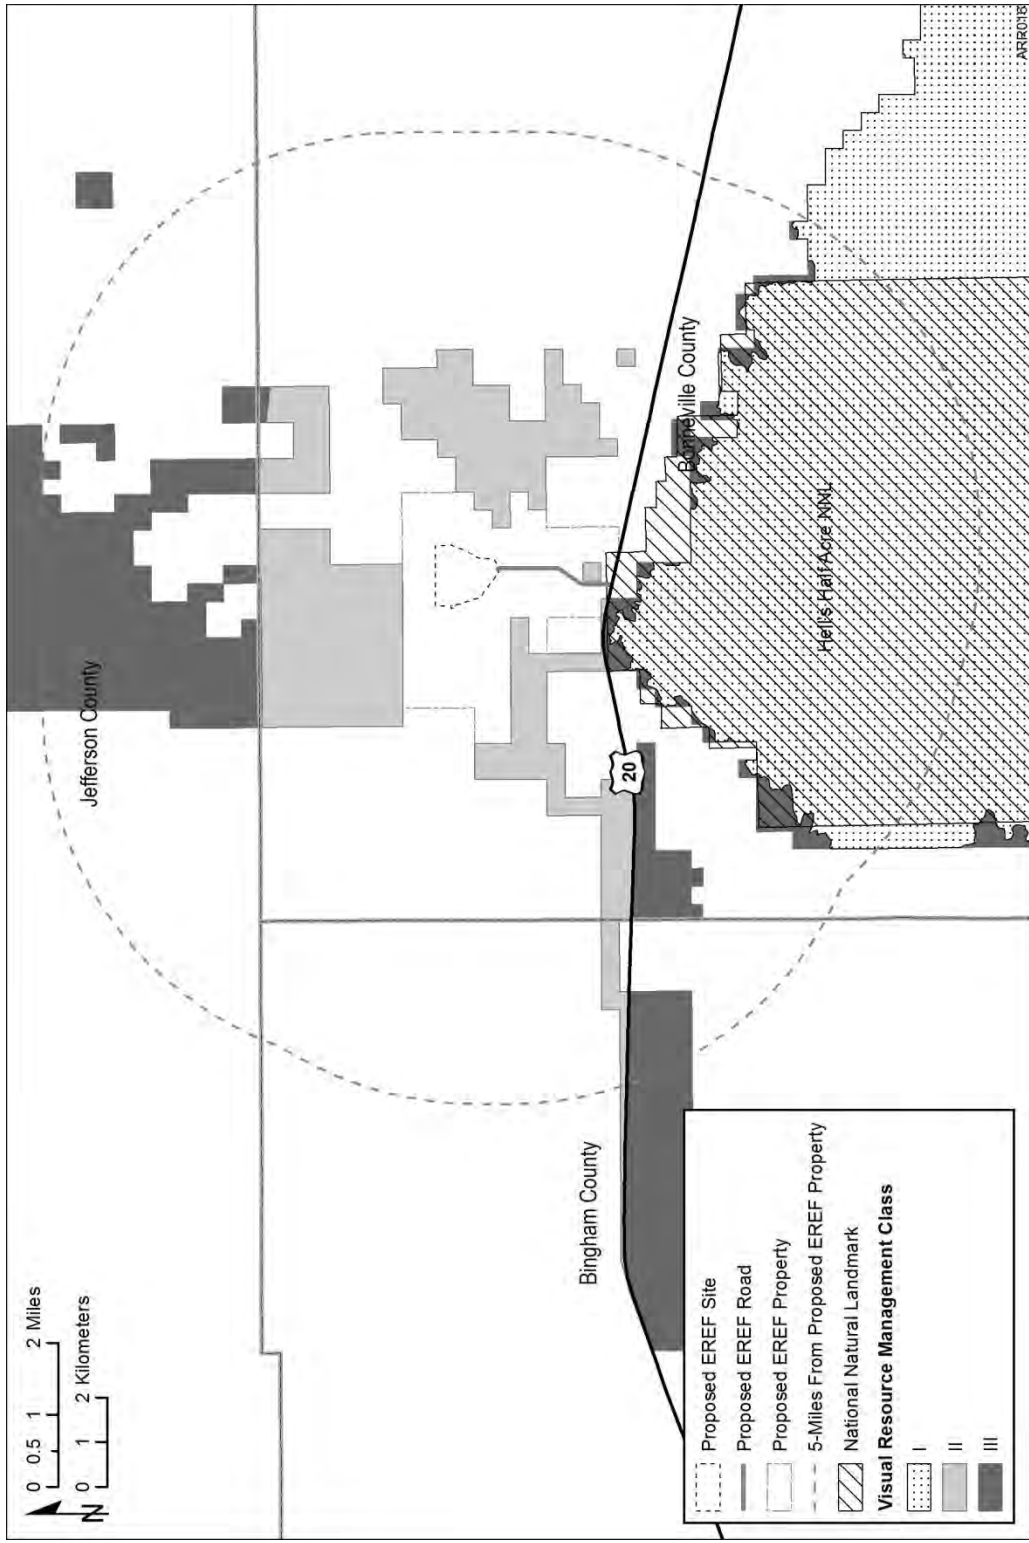 0 0.5 1 2 Miles
0 1 2 Kilometers
N
Jefferson County
Bingham County
20
Bonneville County
Hell's Half Acre NNL
Proposed EREF Site
Proposed EREF Road
Proposed EREF Property
5-Miles From Proposed EREF Property
National Natural Landmark
Visual Resource Management Class
I
II
III
ARR016